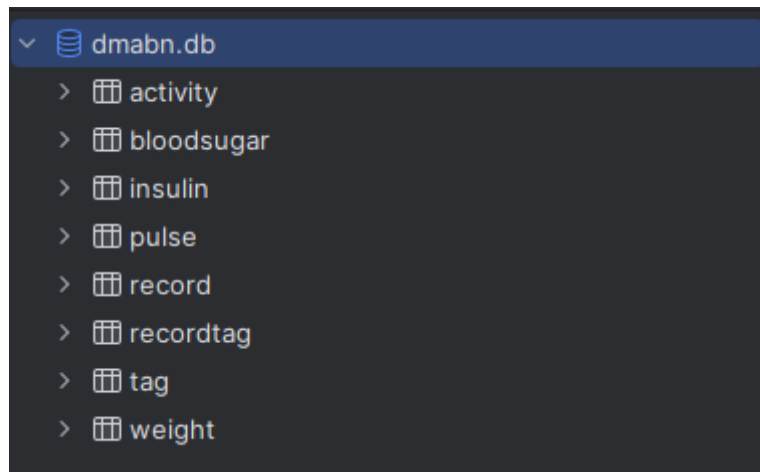 dmabn.db
activity
bloodsugar
insulin
pulse
record
recordtag
tag
weight